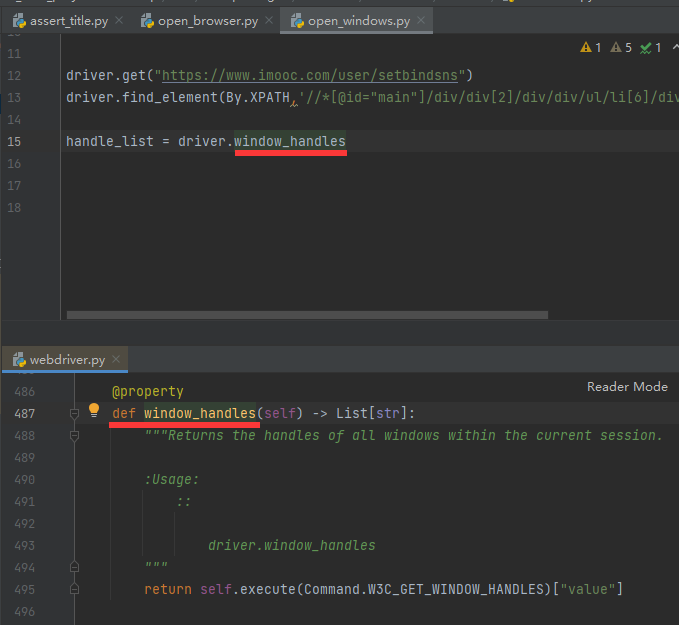 assert_title.py open_browser.py open_windows.py
11
1 5 1
12 driver.get("https://www.imooc.com/user/setbindsns")
13 driver.find_element(By.XPATH,'//*[@id="main"]/div/div[2]/div/div/ul/li[6]/div
14
15 handle_list = driver.window_handles
16
17
18
webdriver.py
486 @property
Reader Mode
487 def window_handles(self) -> List[str]:
488 """Returns the handles of all windows within the current session.
489
490 :Usage:
491 ::
492
493 driver.window_handles
494 """
495 return self.execute(Command.W3C_GET_WINDOW_HANDLES)["value"]
496